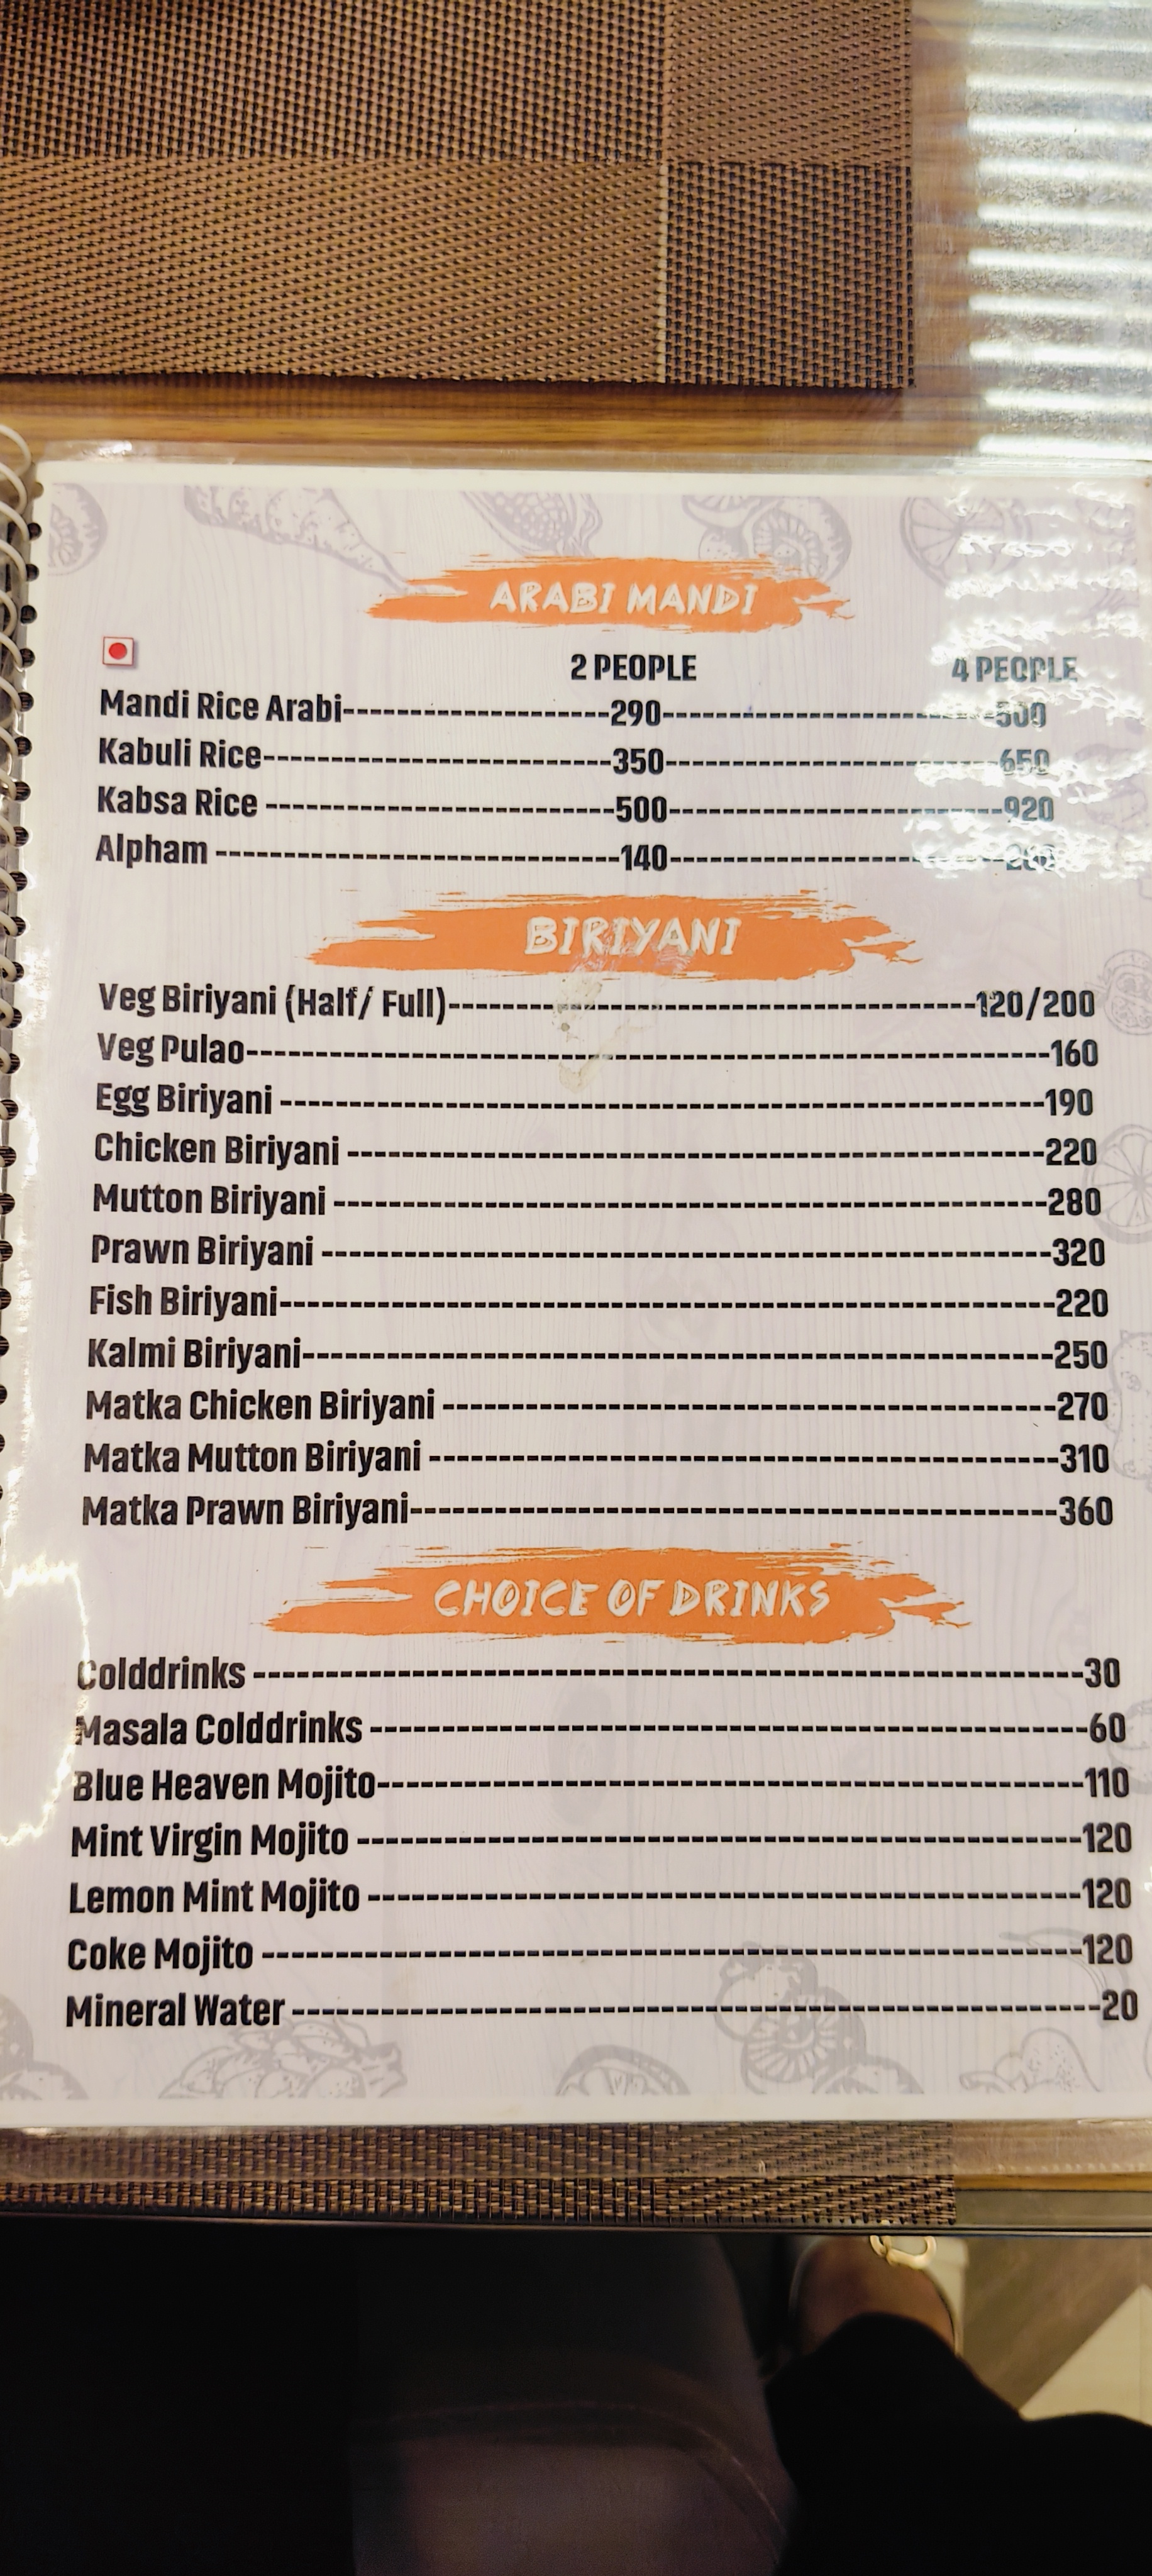 ARABI MANDI
2 PEOPLE 4 PEOPLE
Mandi Rice Arabi-------------------290-----------------------500
Kabuli Rice-------------------------350-----------------------650
Kabsa Rice -------------------------500-----------------------920
Alpham -----------------------------140-----------------------
BIRIYANI
Veg Biriyani (Half/ Full)------------------------------------120/200
Veg Pulao-------------------------------------------------------160
Egg Biriyani ----------------------------------------------------190
Chicken Biriyani -----------------------------------------------220
Mutton Biriyani ------------------------------------------------280
Prawn Biriyani -------------------------------------------------320
Fish Biriyani----------------------------------------------------220
Kalmi Biriyani--------------------------------------------------250
Matka Chicken Biriyani ----------------------------------------270
Matka Mutton Biriyani -----------------------------------------310
Matka Prawn Biriyani------------------------------------------360
CHOICE OF DRINKS
Colddrinks -------------------------------------------------------30
Masala Colddrinks -----------------------------------------------60
Blue Heaven Mojito----------------------------------------------110
Mint Virgin Mojito -----------------------------------------------120
Lemon Mint Mojito ----------------------------------------------120
Coke Mojito -----------------------------------------------------120
Mineral Water ---------------------------------------------------20